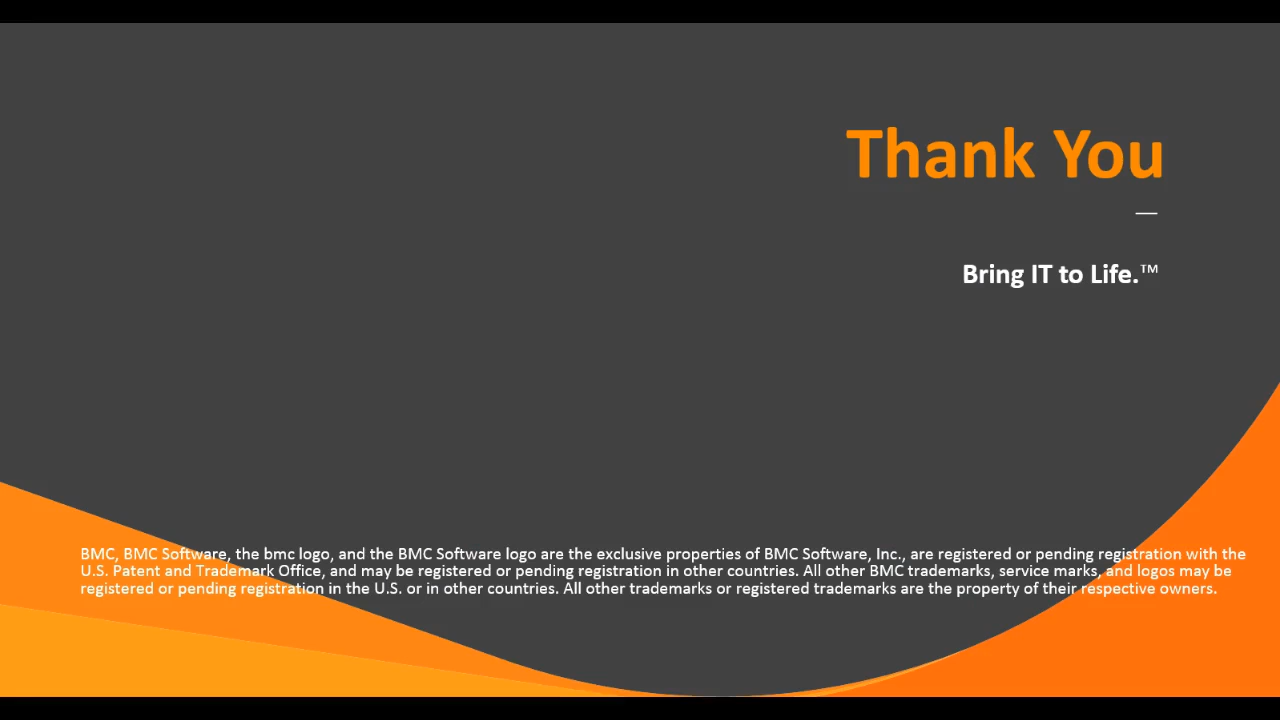 Thank You
—
Bring IT to Life.™
BMC, BMC Software, the bmc logo, and the BMC Software logo are the exclusive properties of BMC Software, Inc., are registered or pending registration with the
U.S. Patent and Trademark Office, and may be registered or pending registration in other countries. All other BMC trademarks, service marks, and logos may be
registered or pending registration in the U.S. or in other countries. All other trademarks or registered trademarks are the property of their respective owners.